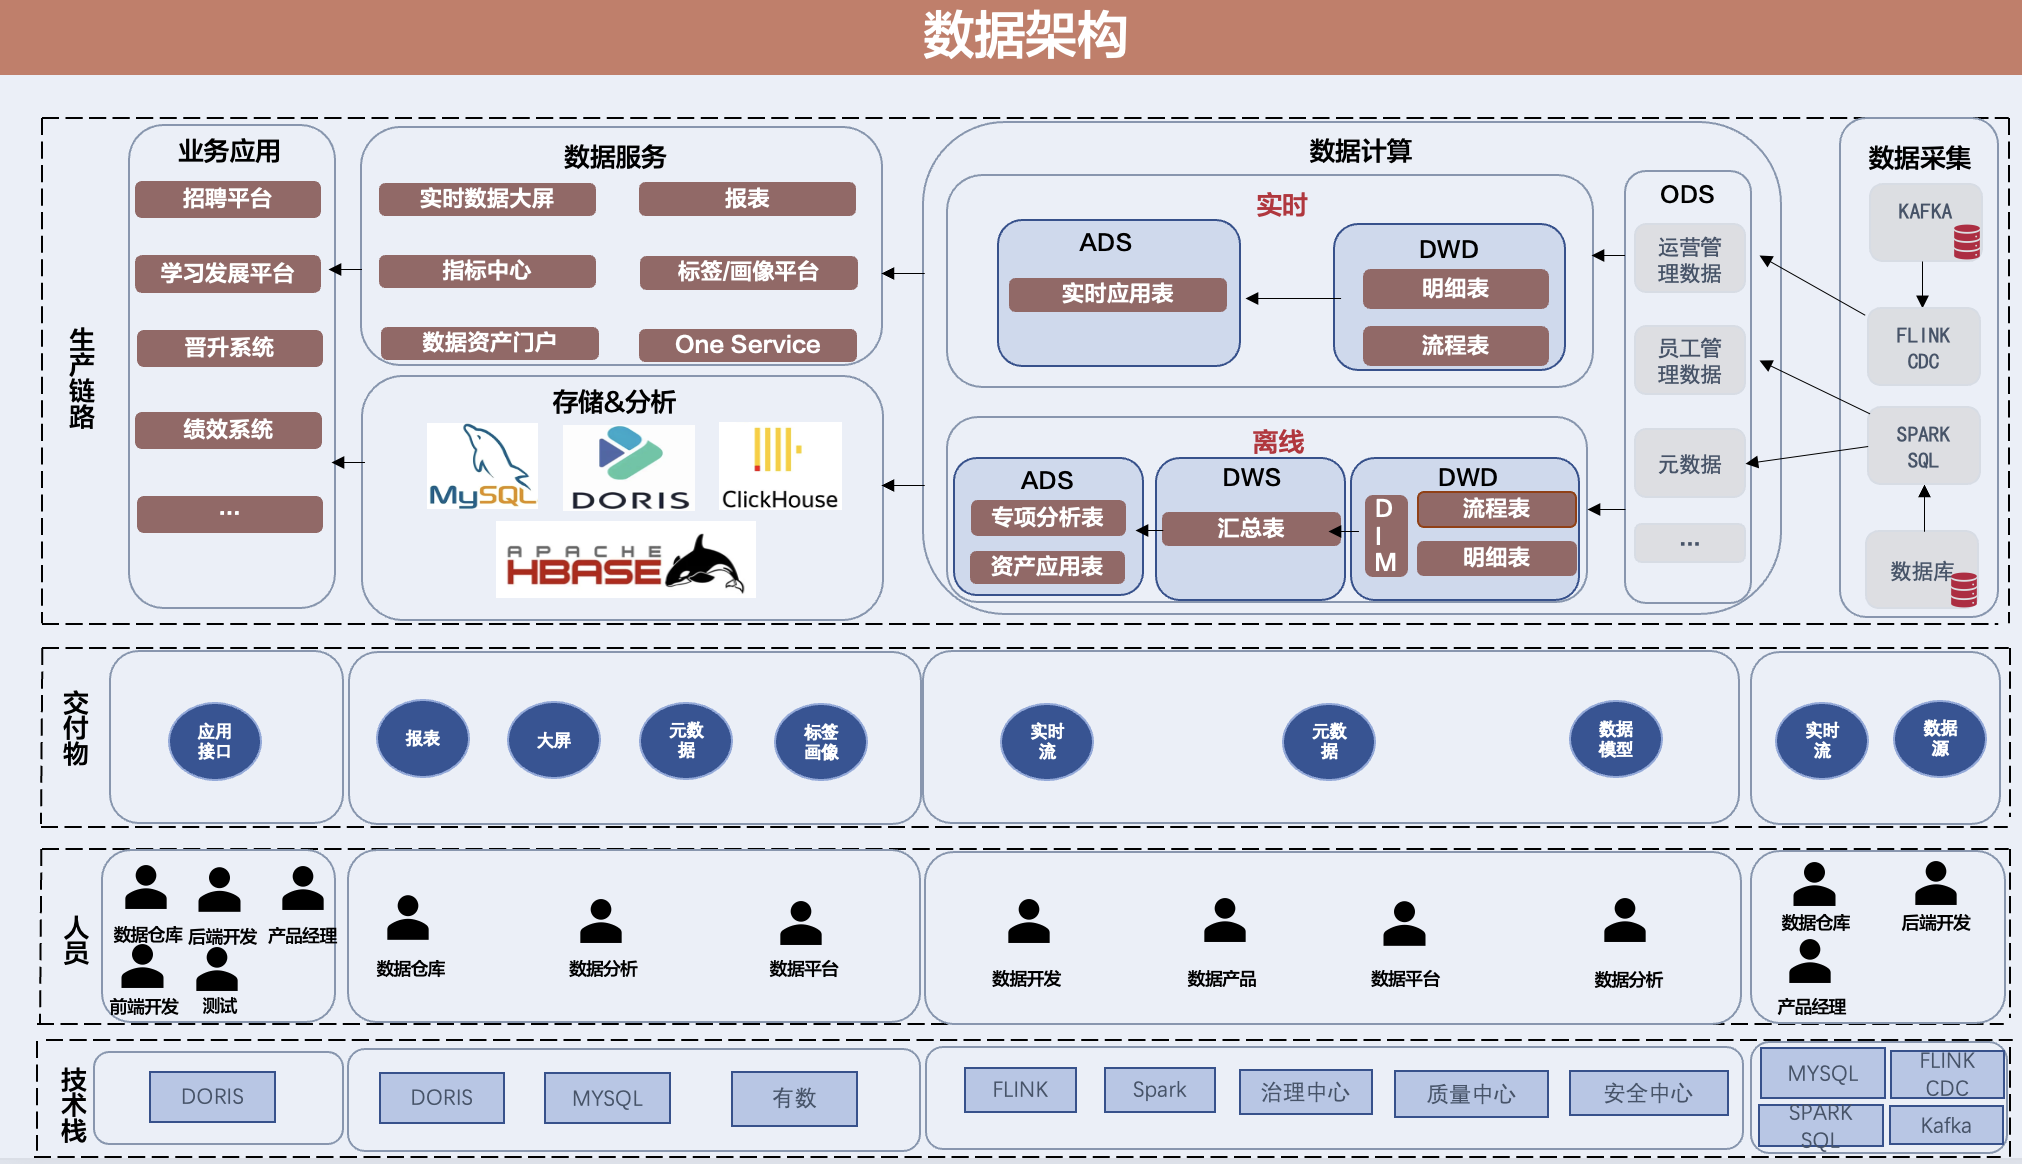 数据架构
生产链路
业务应用
招聘平台
学习发展平台
晋升系统
绩效系统
...
数据服务
实时数据大屏
报表
指标中心
标签/画像平台
数据资产门户
One Service
存储&分析
MySQL
DORIS
ClickHouse
APACHE
HBASE
数据计算
实时
ADS
实时应用表
DWD
明细表
流程表
离线
ADS
专项分析表
资产应用表
DWS
汇总表
DWD
DIM
流程表
明细表
ODS
运营管
理数据
员工管
理数据
元数据
...
数据采集
KAFKA
FLINK
CDC
SPARK
SQL
数据库
交付物
应用
接口
报表
大屏
元数
据
标签
画像
实时
流
元数
据
数据
模型
实时
流
数据
源
人员
数据仓库
后端开发
产品经理
前端开发
测试
数据仓库
数据分析
数据平台
数据开发
数据产品
数据平台
数据分析
数据仓库
后端开发
产品经理
技术栈
DORIS
DORIS
MYSQL
有数
FLINK
Spark
治理中心
质量中心
安全中心
MYSQL
FLINK
CDC
SPARK
SQL
Kafka